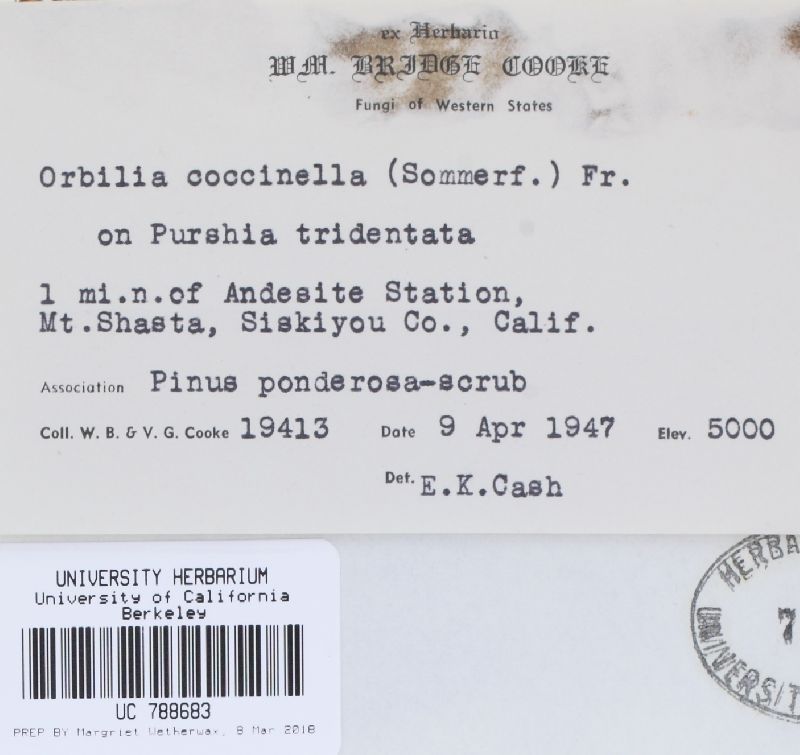 ex Herbario
WM. BRIDGE COOKE
Fungi of Western States
Orbilia coccinella (Sommerf.) Fr.
on Purshia tridentata
1 mi.n.of Andesite Station,
Mt.Shasta, Siskiyou Co., Calif.
Association Pinus ponderosa-scrub
Coll. W. B. & V. G. Cooke 19413 Date 9 Apr 1947 Elev. 5000
Det. E.K.Cash
UNIVERSITY HERBARIUM
University of California
Berkeley
UC 788683
PREP BY Margriet Wetherwax, 8 Mar 2018
HERBA
7
UNIVERSIT